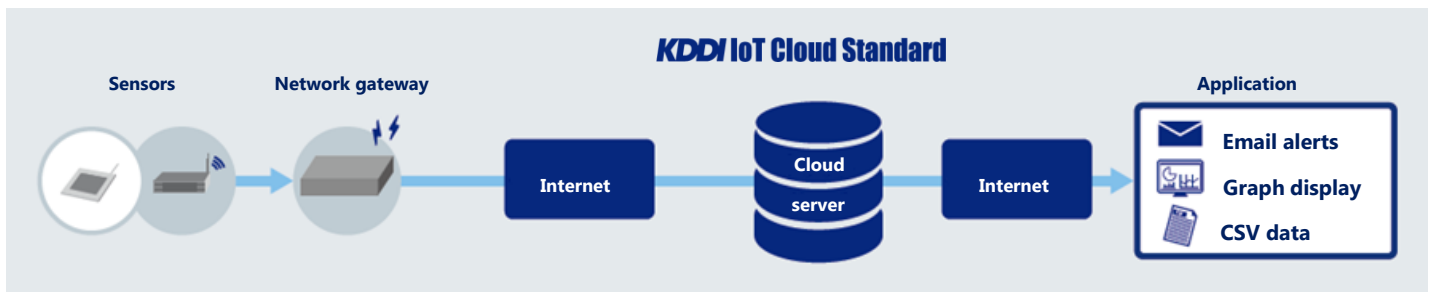 KDDI IoT Cloud Standard
Sensors
Network gateway
Application
Internet
Cloud
server
Internet
Email alerts
Graph display
CSV data